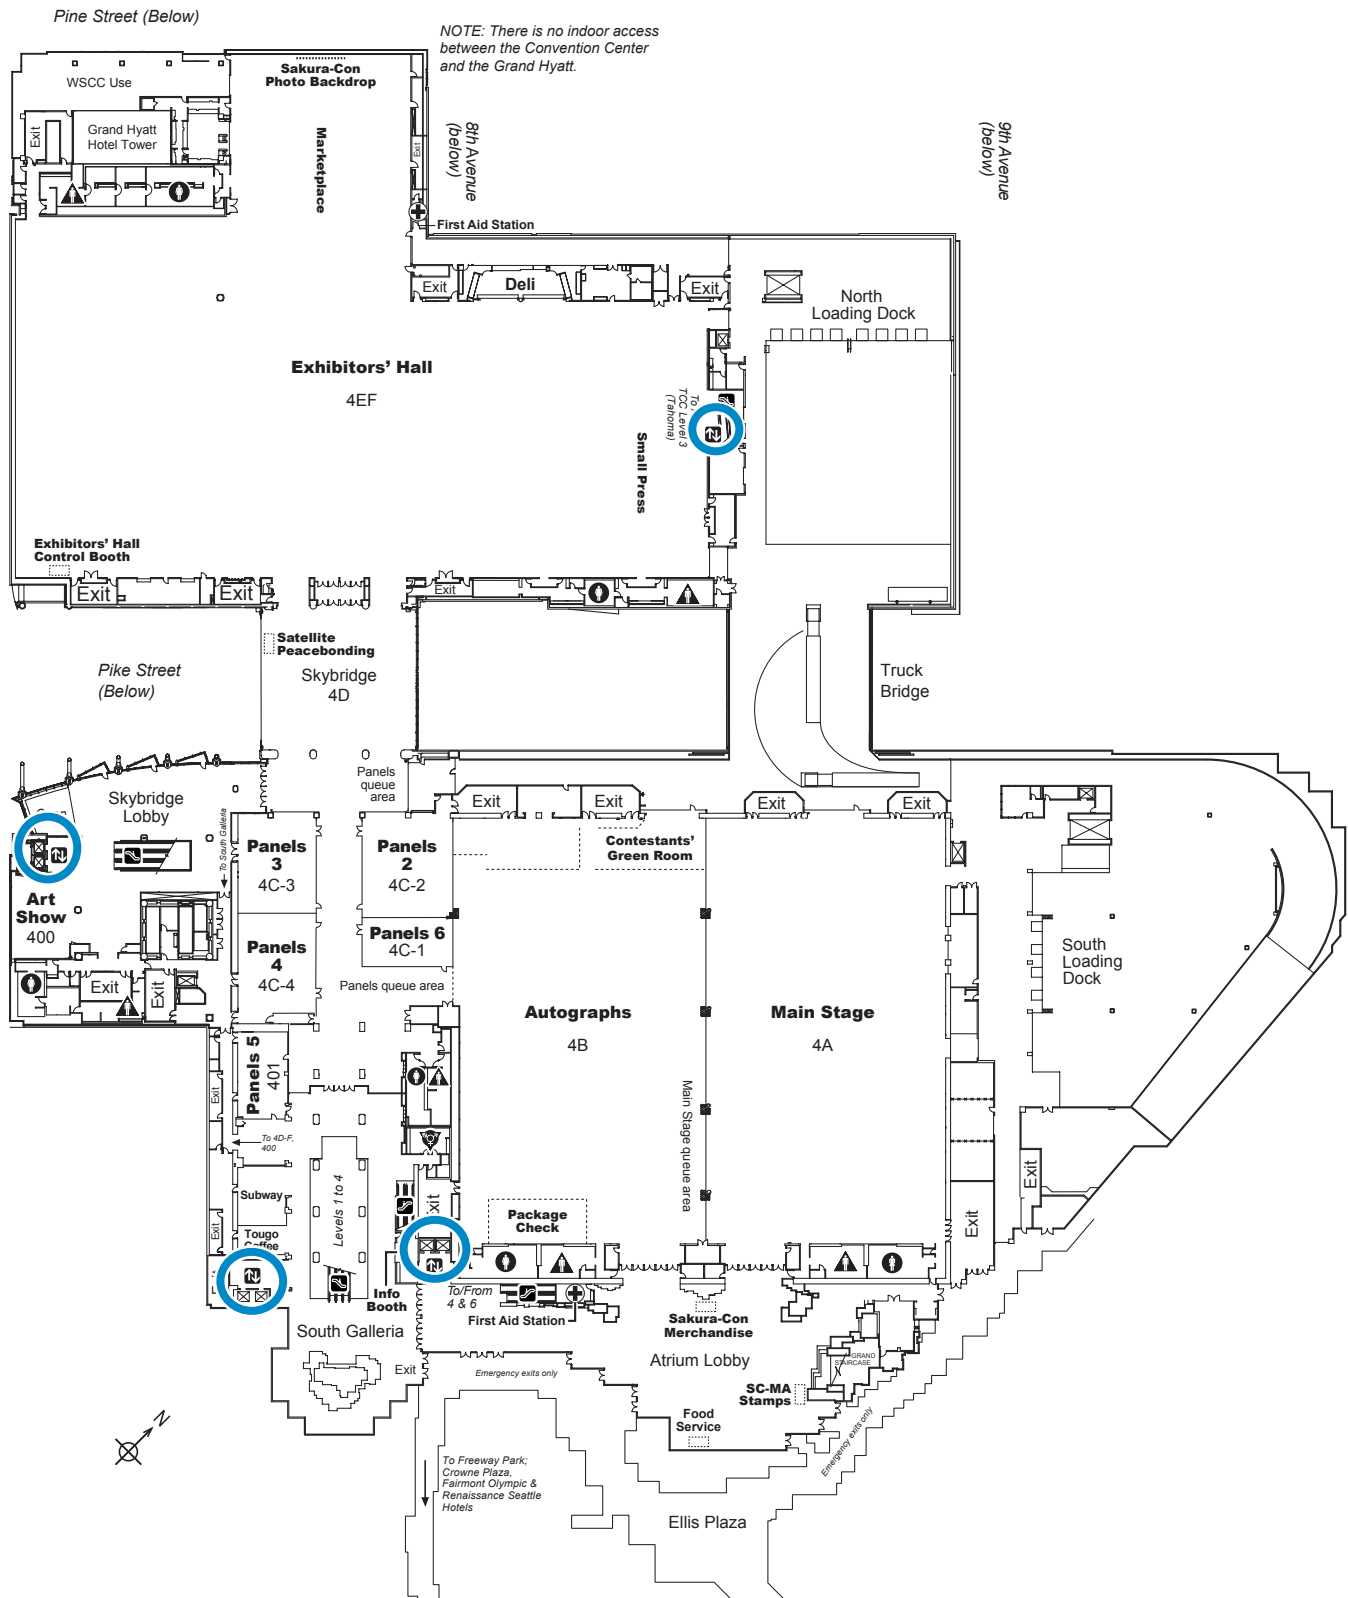 Pine Street (Below)
NOTE: There is no indoor access
between the Convention Center
and the Grand Hyatt.
WSCC Use
Sakura-Con
Photo Backdrop
Exit
Grand Hyatt
Hotel Tower
Marketplace
Exit
8th Avenue
(below)
9th Avenue
(below)
First Aid Station
Exit
Deli
Exit
North
Loading Dock
Exhibitors' Hall
4EF
To
TCC Level 3
(Tahoma)
Small Press
Exhibitors' Hall
Control Booth
Exit
Exit
Exit
Satellite
Peacebonding
Pike Street
(Below)
Skybridge
4D
Truck
Bridge
Panels
queue
area
Skybridge
Lobby
To South Galleria
Exit
Exit
Exit
Exit
Panels
3
4C-3
Panels
2
4C-2
Contestants'
Green Room
Art
Show
400
Panels 6
4C-1
Panels
4
4C-4
South
Loading
Dock
Exit
Exit
Panels queue area
Autographs
4B
Main Stage
4A
Panels 5
401
Exit
Main Stage queue area
To 4D-F,
400
Levels 1 to 4
Subway
Exit
Exit
Exit
Package
Check
Exit
Tougo
Coffee
Info
Booth
To/From
4 & 6
First Aid Station
Sakura-Con
Merchandise
South Galleria
Atrium Lobby
GRAND
STAIRCASE
Exit
Emergency exits only
SC-MA
Stamps
Food
Service
Emergency exits only
N
To Freeway Park;
Crowne Plaza,
Fairmont Olympic &
Renaissance Seattle
Hotels
Ellis Plaza